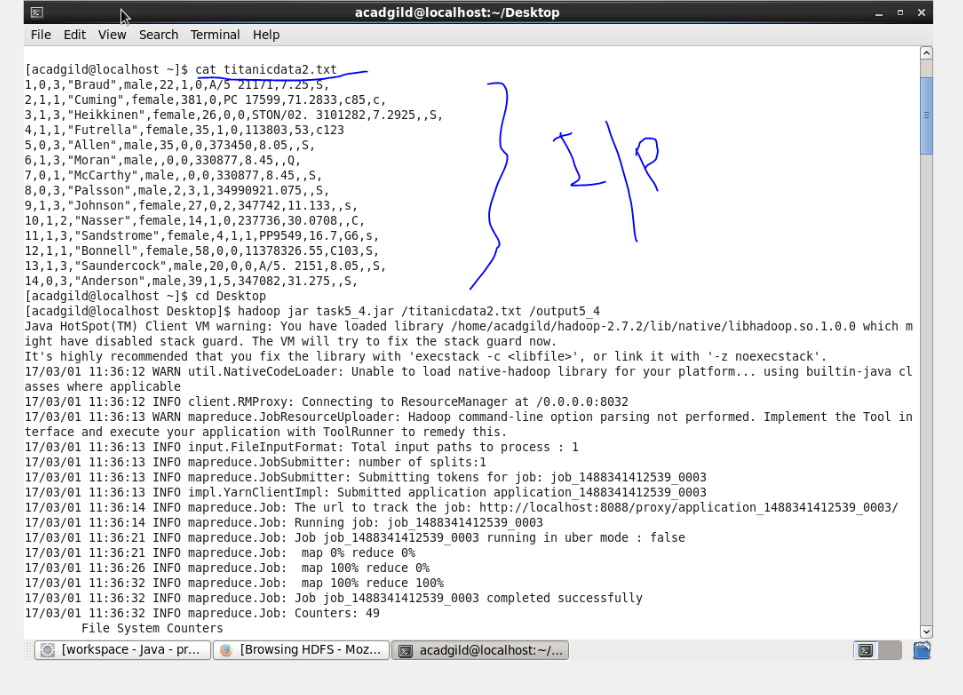 acadgild@localhost:~/Desktop
File Edit View Search Terminal Help
[acadgild@localhost ~]$ cat titanicdata2.txt
1,0,3,"Braud",male,22,1,0,A/5 21171,7.25,S,
2,1,1,"Cuming",female,381,0,PC 17599,71.2833,c85,c,
3,1,3,"Heikkinen",female,26,0,0,STON/02. 3101282,7.2925,,S,
4,1,1,"Futrella",female,35,1,0,113803,53,c123
5,0,3,"Allen",male,35,0,0,373450,8.05,,S,
6,1,3,"Moran",male,,0,0,330877,8.45,,Q,
7,0,1,"McCarthy",male,,0,0,330877,8.45,,S,
8,0,3,"Palsson",male,2,3,1,34990921.075,,S,
9,1,3,"Johnson",female,27,0,2,347742,11.133,,s,
10,1,2,"Nasser",female,14,1,0,237736,30.0708,,C,
11,1,3,"Sandstrome",female,4,1,1,PP9549,16.7,G6,s,
12,1,1,"Bonnell",female,58,0,0,11378326.55,C103,S,
13,1,3,"Saundercock",male,20,0,0,A/5. 2151,8.05,,S,
14,0,3,"Anderson",male,39,1,5,347082,31.275,,S,
I/P
[acadgild@localhost ~]$ cd Desktop
[acadgild@localhost Desktop]$ hadoop jar task5_4.jar /titanicdata2.txt /output5_4
Java HotSpot(TM) Client VM warning: You have loaded library /home/acadgild/hadoop-2.7.2/lib/native/libhadoop.so.1.0.0 which m
ight have disabled stack guard. The VM will try to fix the stack guard now.
It's highly recommended that you fix the library with 'execstack -c <libfile>', or link it with '-z noexecstack'.
17/03/01 11:36:12 WARN util.NativeCodeLoader: Unable to load native-hadoop library for your platform... using builtin-java cl
asses where applicable
17/03/01 11:36:12 INFO client.RMProxy: Connecting to ResourceManager at /0.0.0.0:8032
17/03/01 11:36:13 WARN mapreduce.JobResourceUploader: Hadoop command-line option parsing not performed. Implement the Tool in
terface and execute your application with ToolRunner to remedy this.
17/03/01 11:36:13 INFO input.FileInputFormat: Total input paths to process : 1
17/03/01 11:36:13 INFO mapreduce.JobSubmitter: number of splits:1
17/03/01 11:36:13 INFO mapreduce.JobSubmitter: Submitting tokens for job: job_1488341412539_0003
17/03/01 11:36:13 INFO impl.YarnClientImpl: Submitted application application_1488341412539_0003
17/03/01 11:36:14 INFO mapreduce.Job: The url to track the job: http://localhost:8088/proxy/application_1488341412539_0003/
17/03/01 11:36:14 INFO mapreduce.Job: Running job: job_1488341412539_0003
17/03/01 11:36:21 INFO mapreduce.Job: Job job_1488341412539_0003 running in uber mode : false
17/03/01 11:36:21 INFO mapreduce.Job:  map 0% reduce 0%
17/03/01 11:36:26 INFO mapreduce.Job:  map 100% reduce 0%
17/03/01 11:36:32 INFO mapreduce.Job:  map 100% reduce 100%
17/03/01 11:36:32 INFO mapreduce.Job: Job job_1488341412539_0003 completed successfully
17/03/01 11:36:32 INFO mapreduce.Job: Counters: 49
File System Counters
[workspace - Java - pr... [Browsing HDFS - Moz... acadgild@localhost:~/...